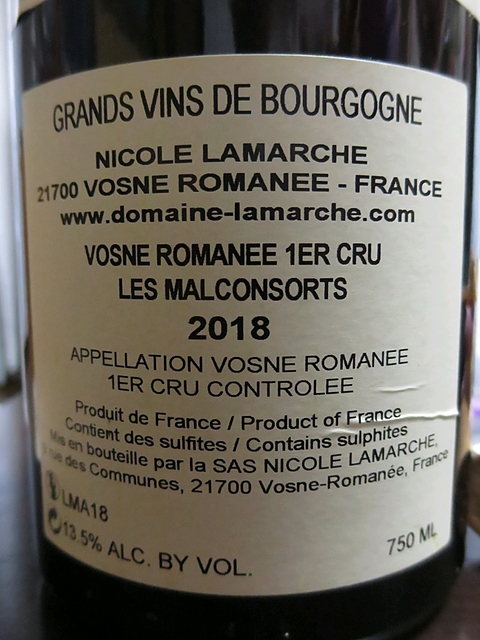 GRANDS VINS DE BOURGOGNE
NICOLE LAMARCHE
21700 VOSNE ROMANEE - FRANCE
www.domaine-lamarche.com
VOSNE ROMANEE 1ER CRU
LES MALCONSORTS
2018
APPELLATION VOSNE ROMANEE
1ER CRU CONTROLEE
Produit de France / Product of France
Contient des sulfites / Contains sulphites
Mis en bouteille par la SAS NICOLE LAMARCHE,
rue des Communes, 21700 Vosne-Romanée, France
LMA18
13.5% ALC. BY VOL.
750 ML